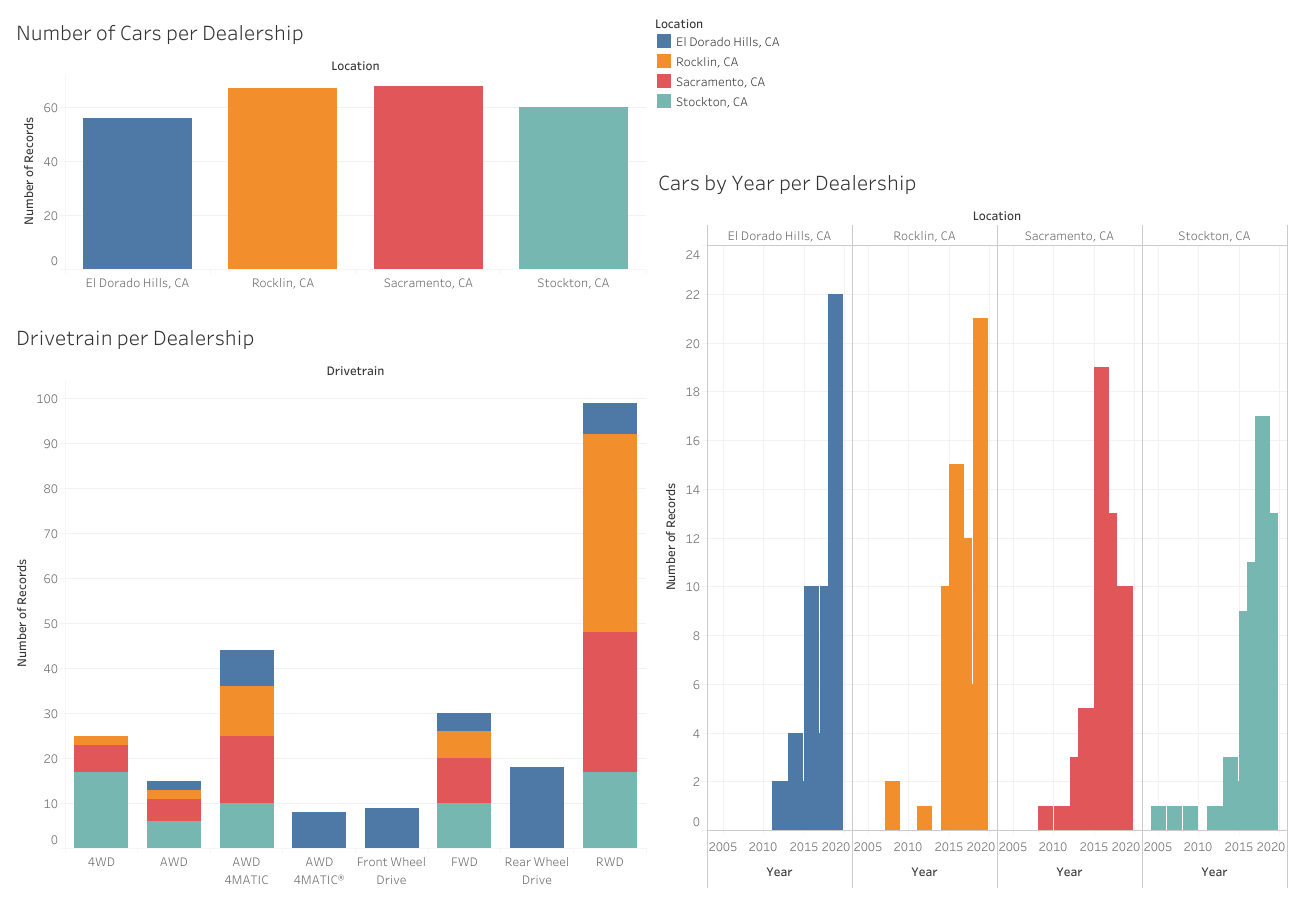 Number of Cars per Dealership
Location
Number of Records
60
40
20
0
El Dorado Hills, CA
Rocklin, CA
Sacramento, CA
Stockton, CA
Location
El Dorado Hills, CA
Rocklin, CA
Sacramento, CA
Stockton, CA
Drivetrain per Dealership
Drivetrain
Number of Records
100
90
80
70
60
50
40
30
20
10
0
4WD
AWD
AWD
4MATIC
AWD
4MATIC®
Front Wheel
Drive
FWD
Rear Wheel
Drive
RWD
Cars by Year per Dealership
Location
El Dorado Hills, CA
Rocklin, CA
Sacramento, CA
Stockton, CA
Number of Records
24
22
20
18
16
14
12
10
8
6
4
2
0
2005 2010 2015 2020
2005 2010 2015 2020
2005 2010 2015 2020
2005 2010 2015 2020
Year
Year
Year
Year